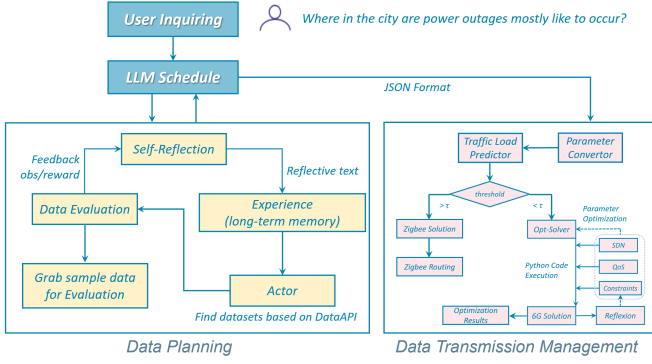 User Inquiring
Where in the city are power outages mostly like to occur?
LLM Schedule
JSON Format
Self-Reflection
Feedback
obs/reward
Reflective text
Data Evaluation
Experience
(long-term memory)
Grab sample data
for Evaluation
Actor
Find datasets based on DataAPI
Data Planning
Traffic Load
Predictor
Parameter
Convertor
threshold
> τ
< τ
Parameter
Optimization
Zigbee Solution
Opt-Solver
SDN
Zigbee Routing
Python Code
Execution
QoS
Constraints
Optimization
Results
6G Solution
Reflexion
Data Transmission Management